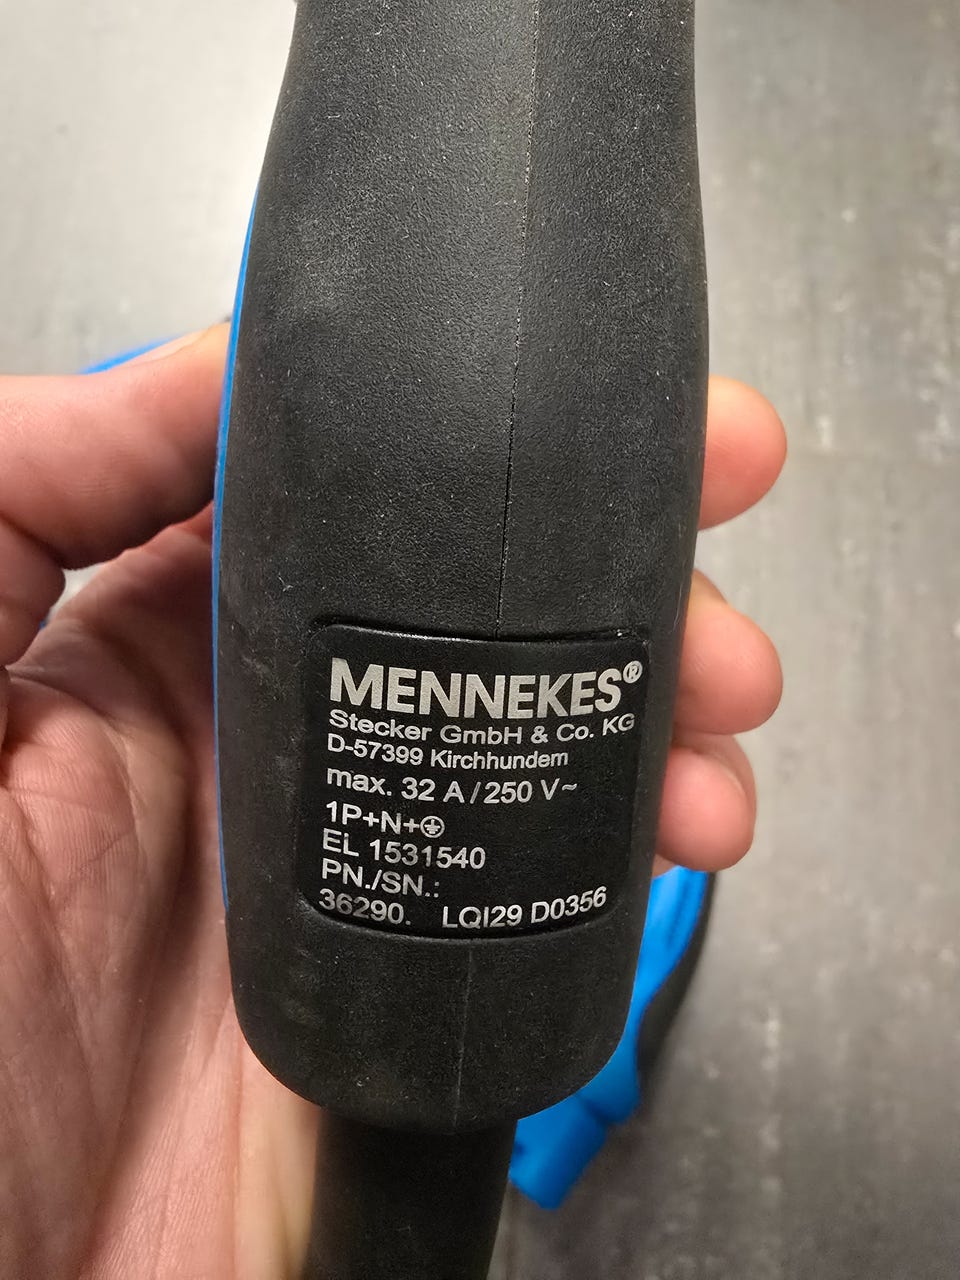 MENNEKES®
Stecker GmbH & Co. KG
D-57399 Kirchhundem
max. 32 A / 250 V~
1P+N+⏚
EL 1531540
PN./SN.:
36290. LQI29 D0356